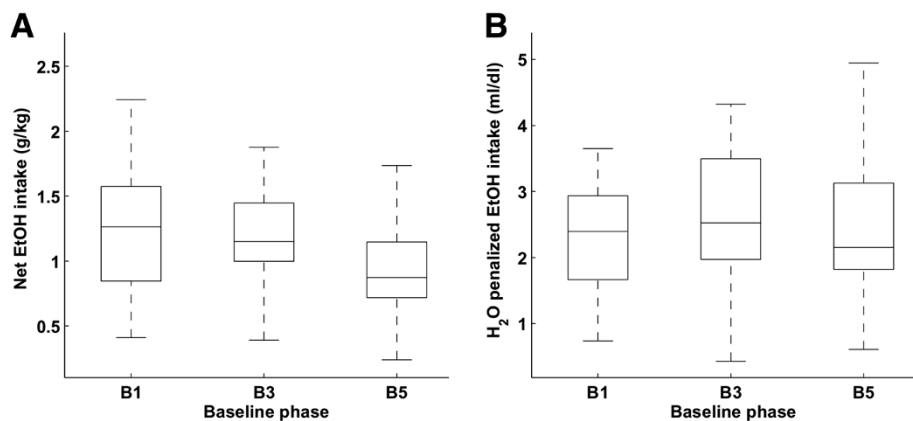 A
Net EtOH intake (g/kg)
2.5
2
1.5
1
0.5
B1 B3 B5
Baseline phase
B
H₂O penalized EtOH intake (ml/dl)
5
4
3
2
1
B1 B3 B5
Baseline phase